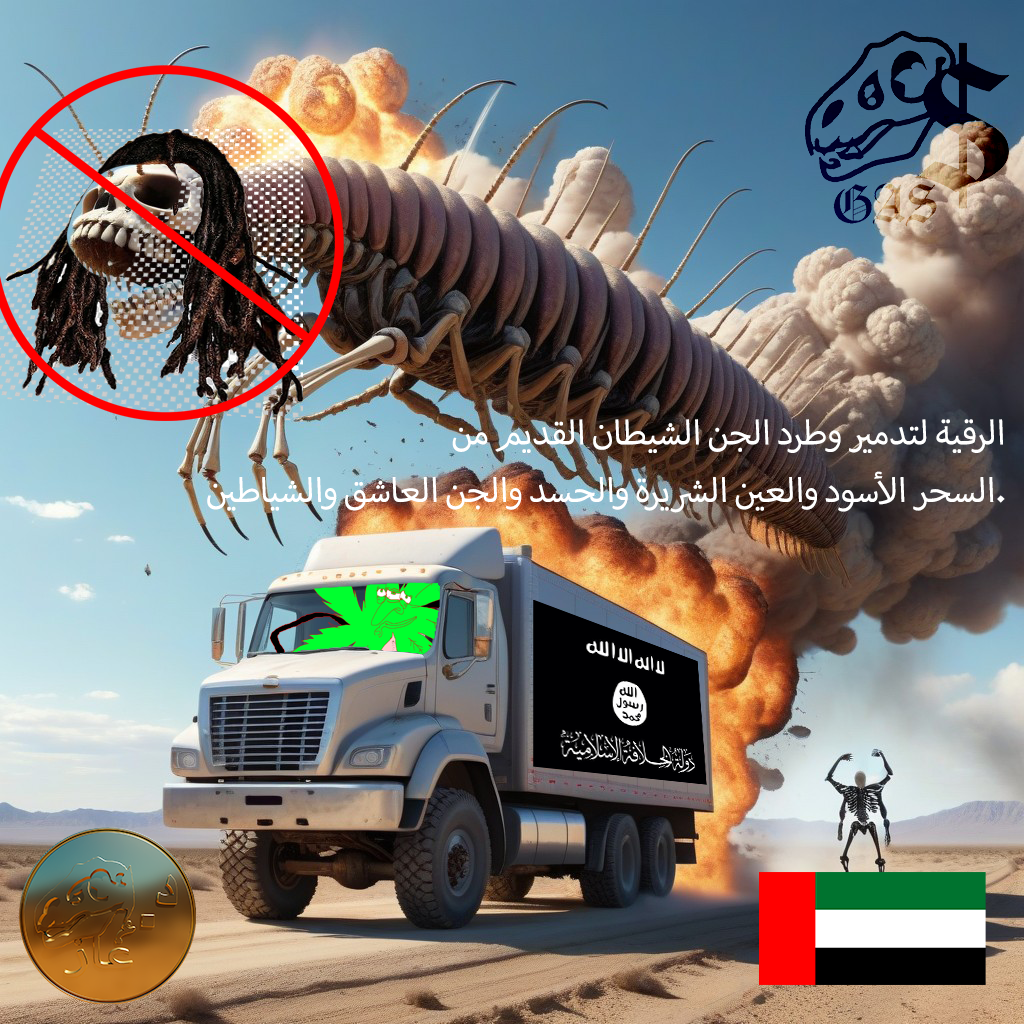 GAS
الرقية لتدمير وطرد الجن الشيطان القديم من
.السحر الأسود والعين الشريرة والحسد والجن العاشق والشياطين
لا اله الا الله
الله
رسول
محمد
دولة الخلافة الإسلامية